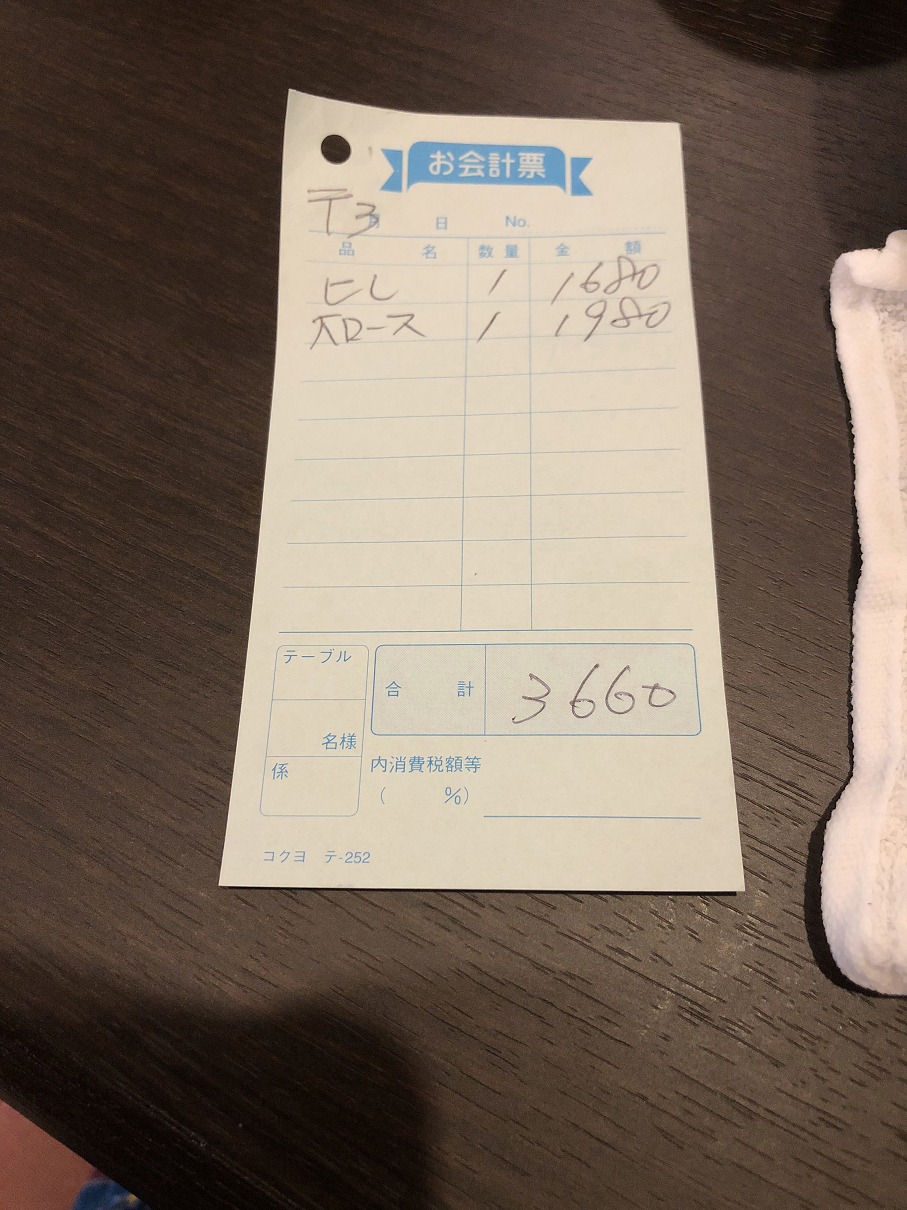 お会計票
テ3
月 日 No.
品名 数量 金額
ヒレ 1 1680
大ロース 1 1980
テーブル
名様
係
合計 3660
内消費税額等
( %)
コクヨ テ-252